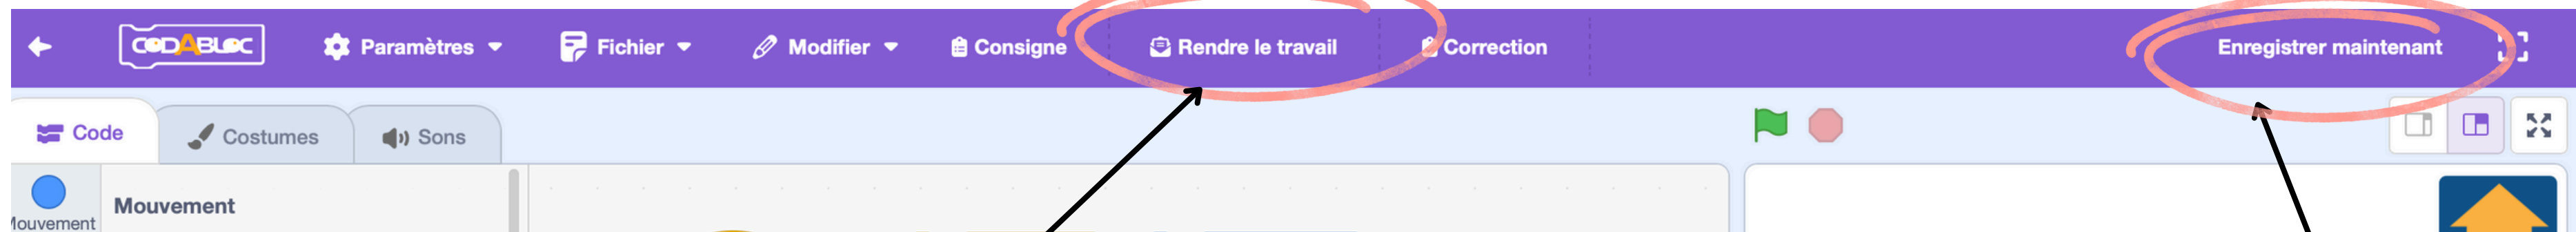 CODABLOC Paramètres Fichier Modifier Consigne Rendre le travail Correction Enregistrer maintenant
Code Costumes Sons
Mouvement
Mouvement